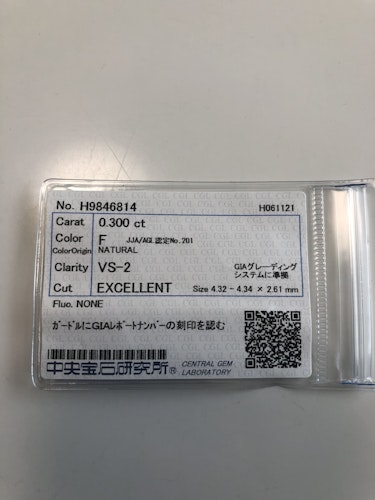 No. H9846814 H061121
Carat 0.300 ct
Color F JJA/AGL認定No.201
ColorOrigin NATURAL
Clarity VS-2 GIAグレーディング
システムに準拠
Cut EXCELLENT Size 4.32 - 4.34 × 2.61 mm
Fluo. NONE
ガードルにGIAレポートナンバーの刻印を認む
中央宝石研究所® CENTRAL GEM
LABORATORY